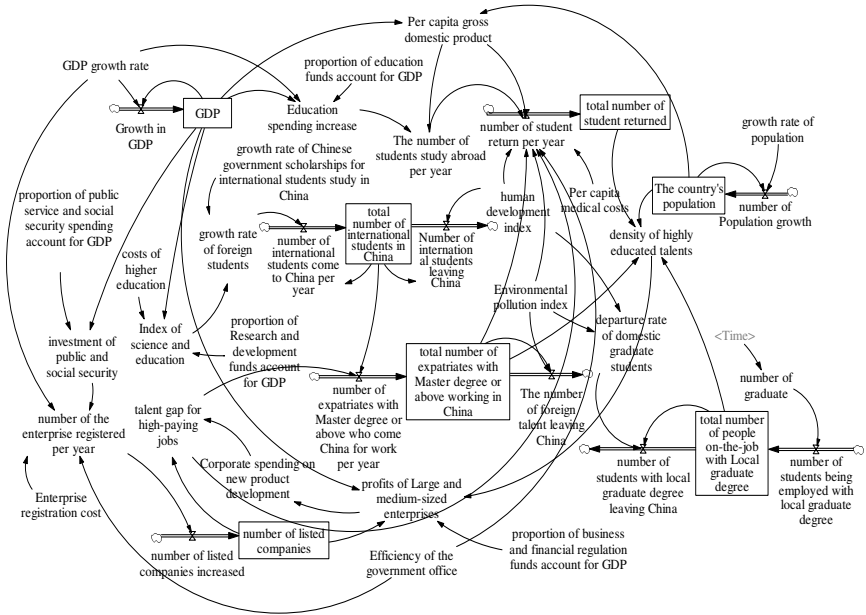 Per capita gross
domestic product
GDP growth rate
proportion of education
funds account for GDP
GDP
Growth in
GDP
Education
spending increase
total number of
student returned
number of student
return per year
The number of
students study abroad
per year
growth rate of
population
growth rate of Chinese
government scholarships for
international students study in
China
proportion of public
service and social
security spending
account for GDP
The country's
population
number of
Population growth
Per capita
medical costs
human
development
index
total
number of
international
students in
China
growth rate
of foreign
students
number of
international
students come
to China per
year
Number of
internation
al students
leaving
China
density of highly
educated talents
costs of
higher
education
Environmental
pollution index
departure rate
of domestic
graduate
students
<Time>
investment of
public and
social security
Index of
science and
education
proportion of
Research and
development
funds account
for GDP
total number of
expatriates with
Master degree or
above working in
China
number of
graduate
number of
expatriates with
Master degree or
above who come
China for work
per year
The number
of foreign
talent leaving
China
number of the
enterprise registered
per year
talent gap for
high-paying
jobs
total number
of people
on-the-job
with Local
graduate
degree
number of
students with local
graduate degree
leaving China
number of
students being
employed with
local graduate
degree
Corporate spending on
new product
development
profits of Large and
medium-sized
enterprises
Enterprise
registration cost
number of listed
companies
number of listed
companies increased
Efficiency of the
government office
proportion of business
and financial regulation
funds account for GDP